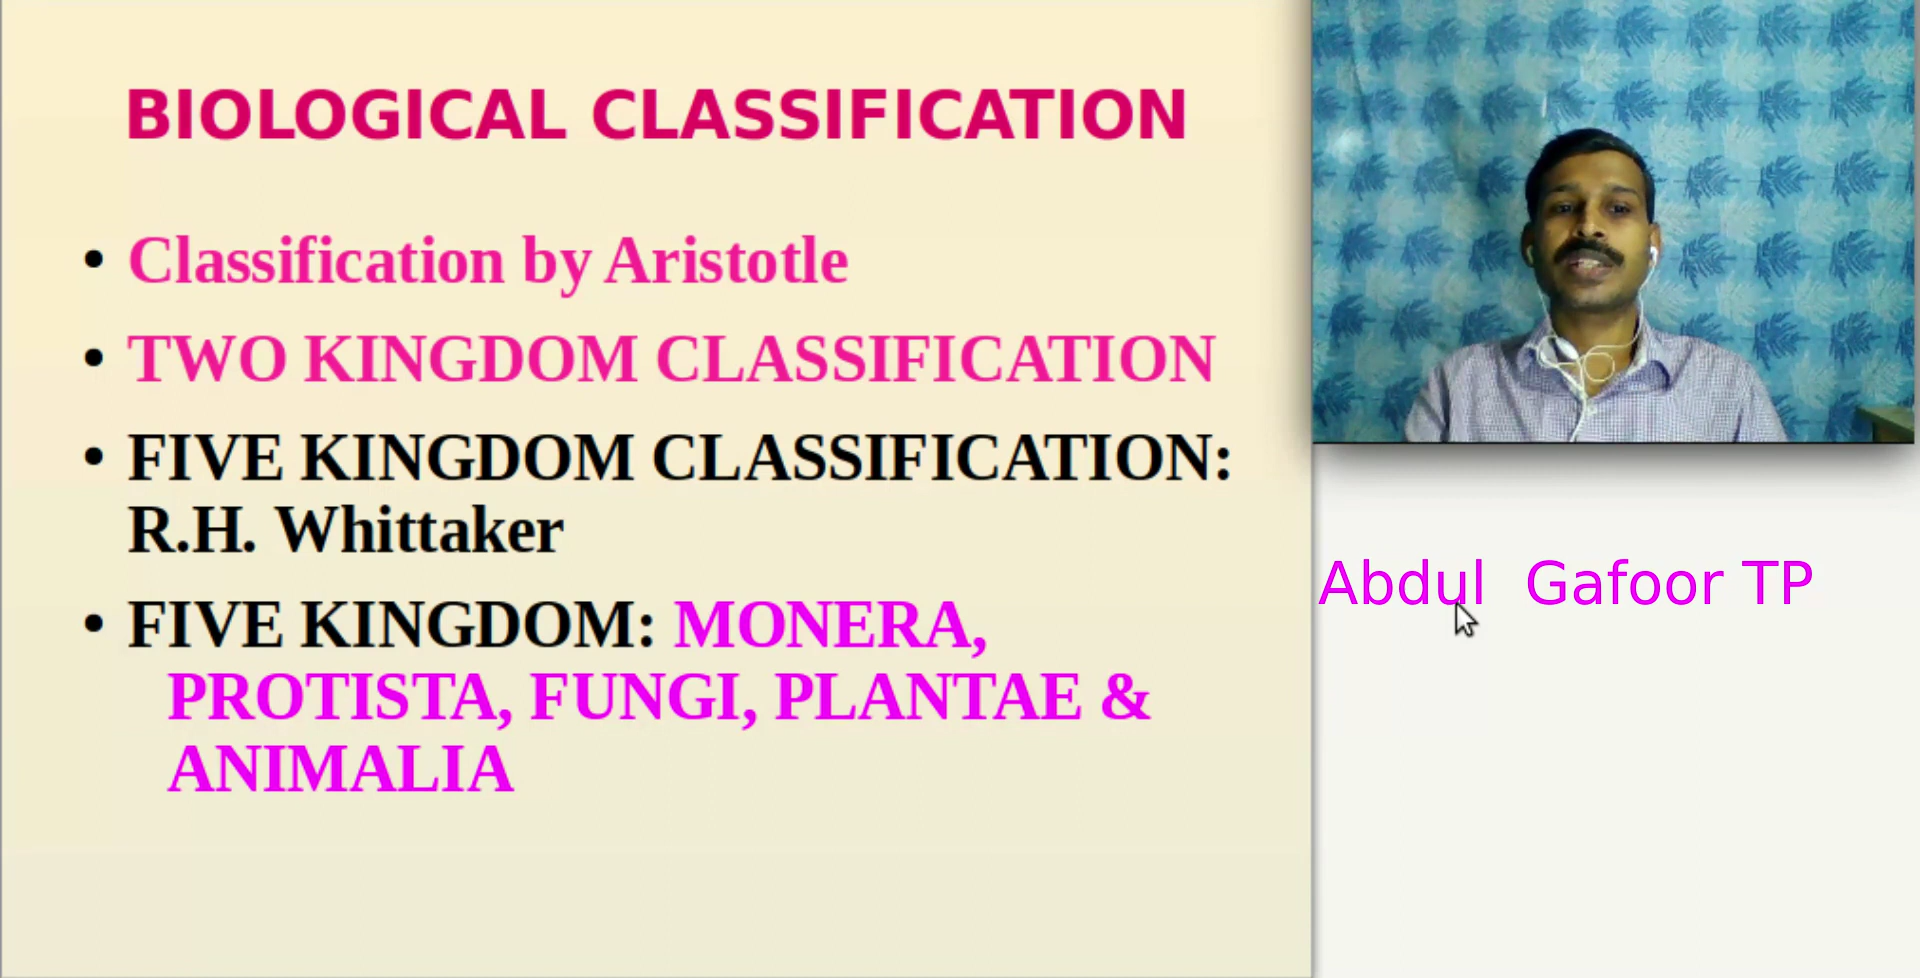 BIOLOGICAL CLASSIFICATION
• Classification by Aristotle
• TWO KINGDOM CLASSIFICATION
• FIVE KINGDOM CLASSIFICATION:
R.H. Whittaker
• FIVE KINGDOM: MONERA,
PROTISTA, FUNGI, PLANTAE &
ANIMALIA
Abdul Gafoor TP